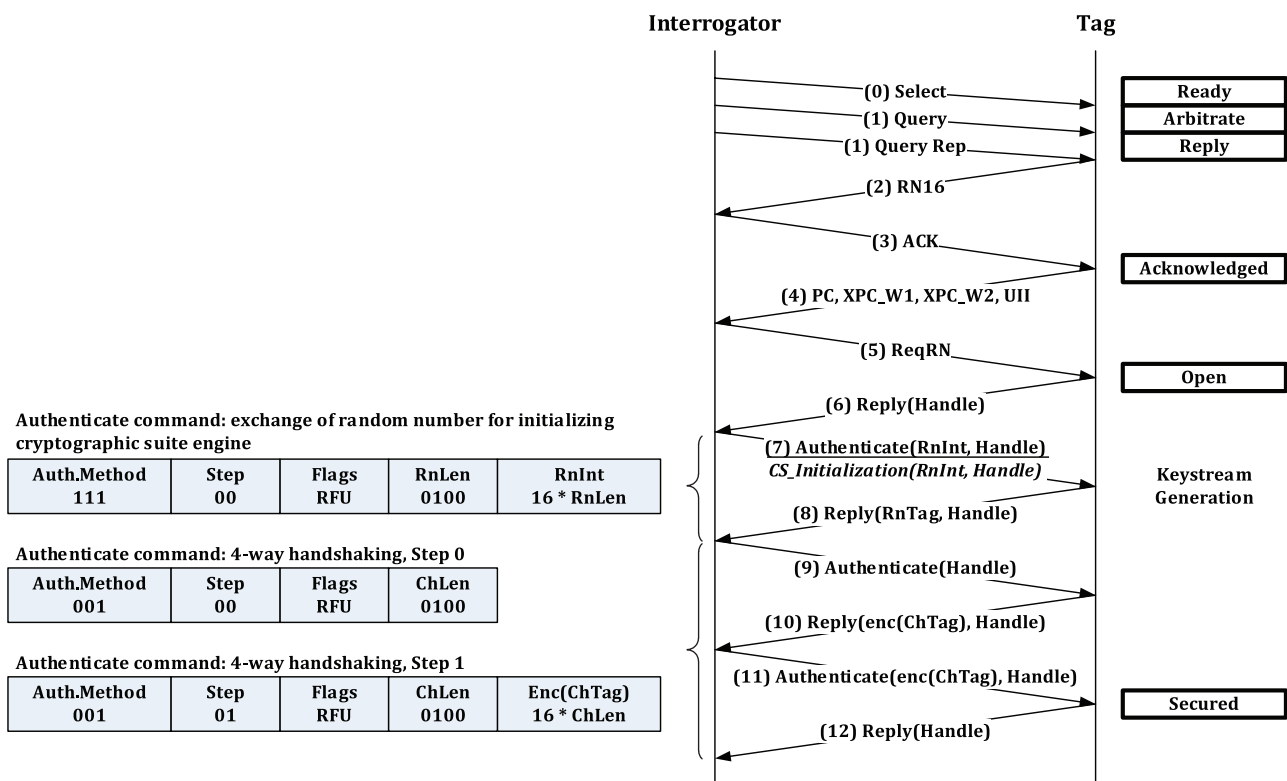 Interrogator
Tag
(0) Select
Ready
(1) Query
Arbitrate
(1) Query Rep
Reply
(2) RN16
(3) ACK
Acknowledged
(4) PC, XPC_W1, XPC_W2, UII
(5) ReqRN
Open
(6) Reply(Handle)
Authenticate command: exchange of random number for initializing
cryptographic suite engine
Auth.Method Step Flags RnLen RnInt
111 00 RFU 0100 16 * RnLen
(7) Authenticate(RnInt, Handle)
CS_Initialization(RnInt, Handle)
Keystream
Generation
(8) Reply(RnTag, Handle)
Authenticate command: 4-way handshaking, Step 0
Auth.Method Step Flags ChLen
001 00 RFU 0100
(9) Authenticate(Handle)
(10) Reply(enc(ChTag), Handle)
Authenticate command: 4-way handshaking, Step 1
Auth.Method Step Flags ChLen Enc(ChTag)
001 01 RFU 0100 16 * ChLen
(11) Authenticate(enc(ChTag), Handle)
Secured
(12) Reply(Handle)